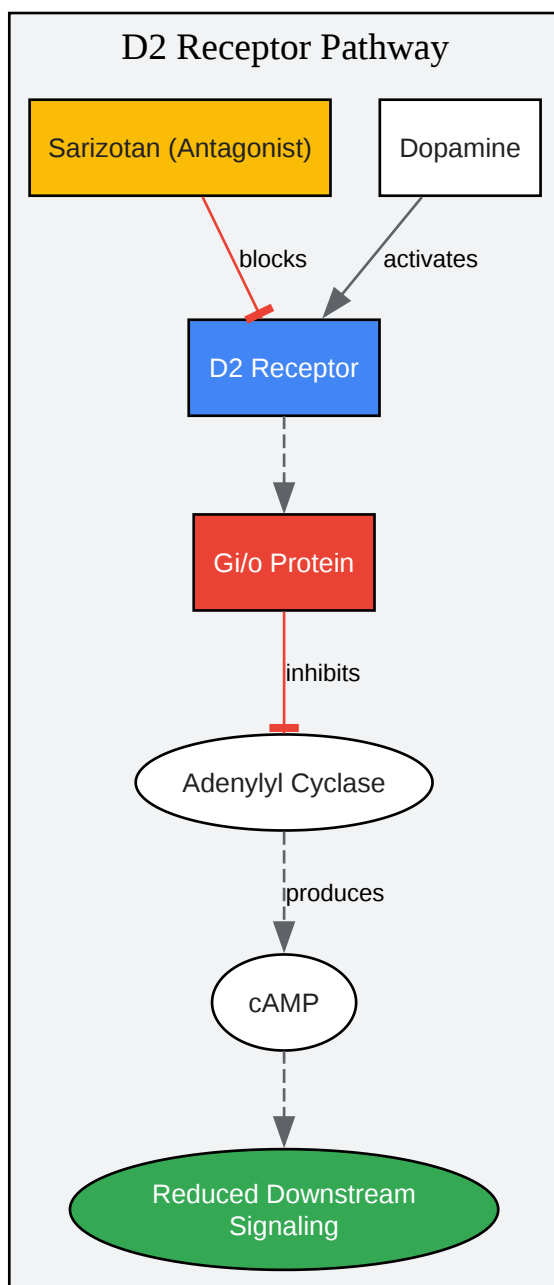 D2 Receptor Pathway
Sarizotan (Antagonist)
Dopamine
blocks
activates
D2 Receptor
Gi/o Protein
inhibits
Adenylyl Cyclase
produces
cAMP
Reduced Downstream
Signaling